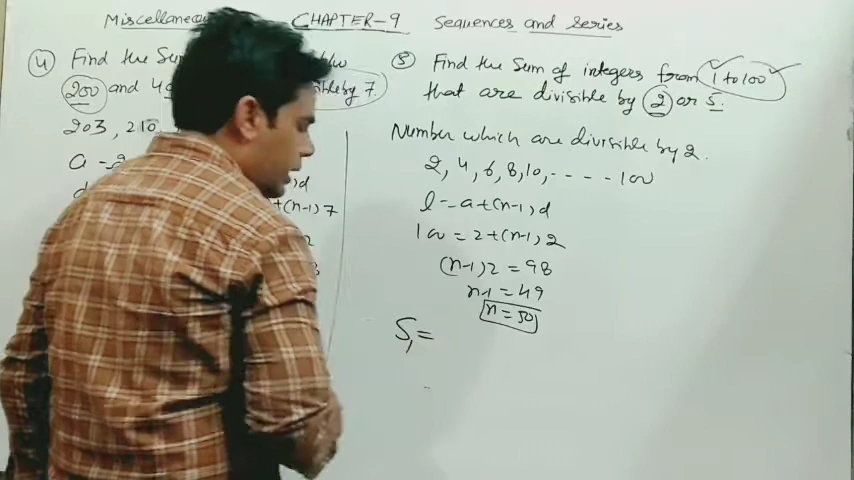 CHAPTER-9 Sequences and series
(4) Find the
200 and 4
divisible by 7.
203, 210
a
+(n-1)7
(5) Find the Sum of integers from 1 to 100
that are divisible by 2 or 5.
Number which are divisible by 2.
2, 4, 6, 8, 10, - - - - 100
l = a+(n-1)d
100 = 2+(n-1)2
(n-1)2 = 98
n-1 = 49
n = 50
S₁ =